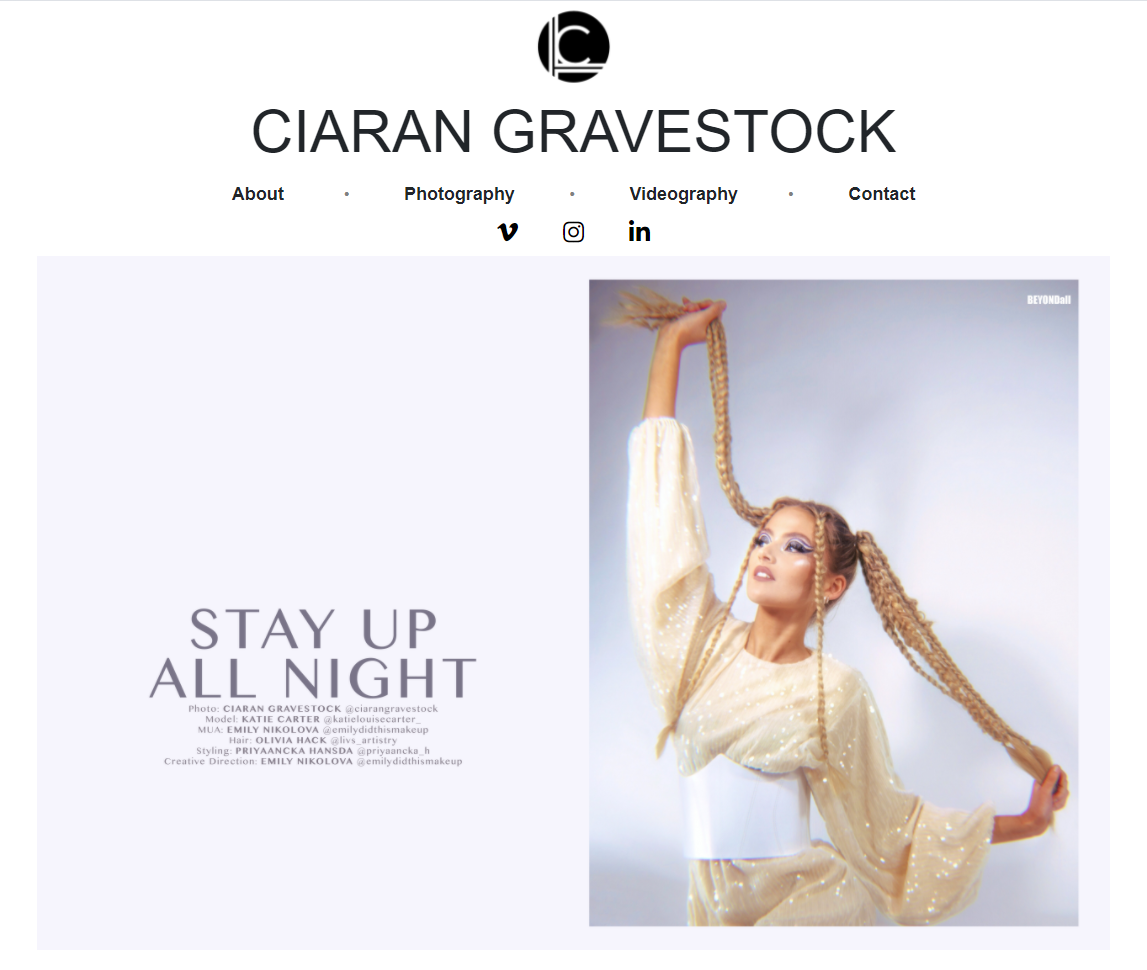 CIARAN GRAVESTOCK
About • Photography • Videography • Contact
BEYONDall
STAY UP
ALL NIGHT
Photo: CIARAN GRAVESTOCK @ciarangravestock
Model: KATIE CARTER @katielouisecarter_
MUA: EMILY NIKOLOVA @emilydidthismakeup
Hair: OLIVIA HACK @livs_artistry
Styling: PRIYAANCKA HANSDA @priyaancka_h
Creative Direction: EMILY NIKOLOVA @emilydidthismakeup